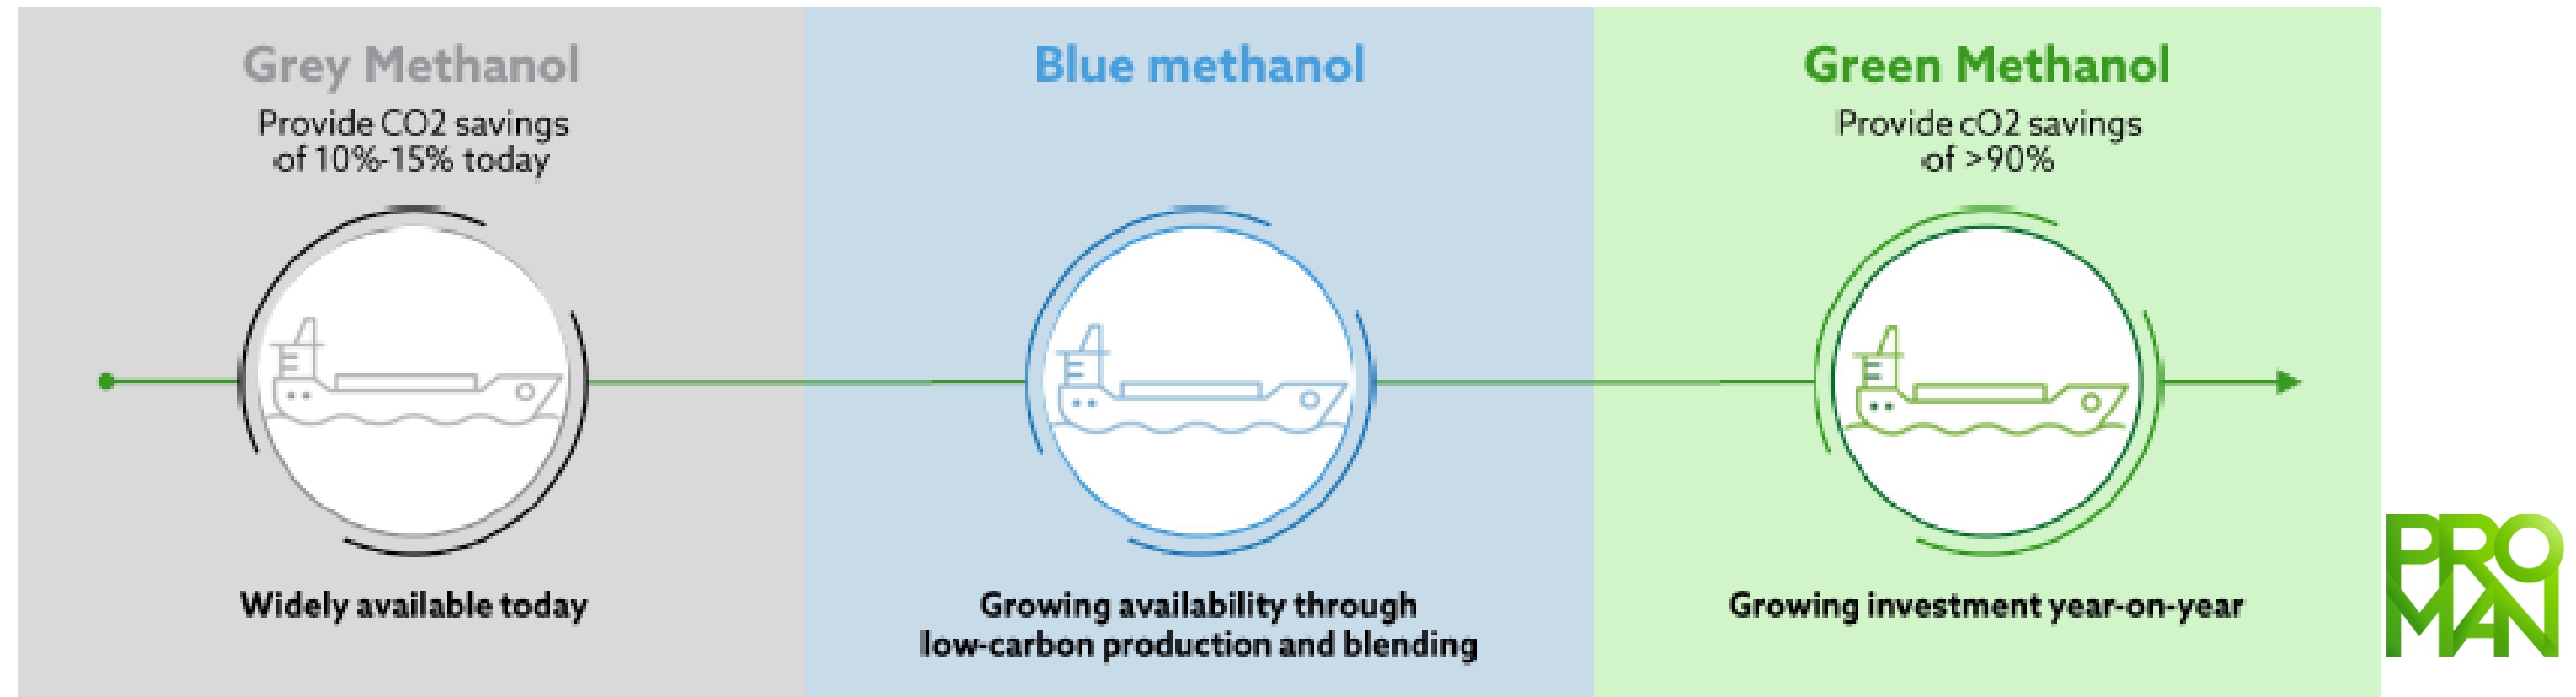 Grey Methanol
Provide CO2 savings
of 10%-15% today
Widely available today
Blue methanol
Growing availability through
low-carbon production and blending
Green Methanol
Provide cO2 savings
of >90%
Growing investment year-on-year
PRO
MAN